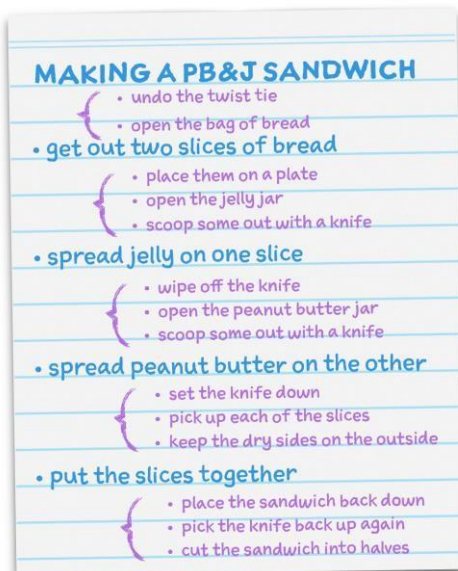 MAKING A PB&J SANDWICH
• undo the twist tie
• open the bag of bread
• get out two slices of bread
• place them on a plate
• open the jelly jar
• scoop some out with a knife
• spread jelly on one slice
• wipe off the knife
• open the peanut butter jar
• scoop some out with a knife
• spread peanut butter on the other
• set the knife down
• pick up each of the slices
• keep the dry sides on the outside
• put the slices together
• place the sandwich back down
• pick the knife back up again
• cut the sandwich into halves